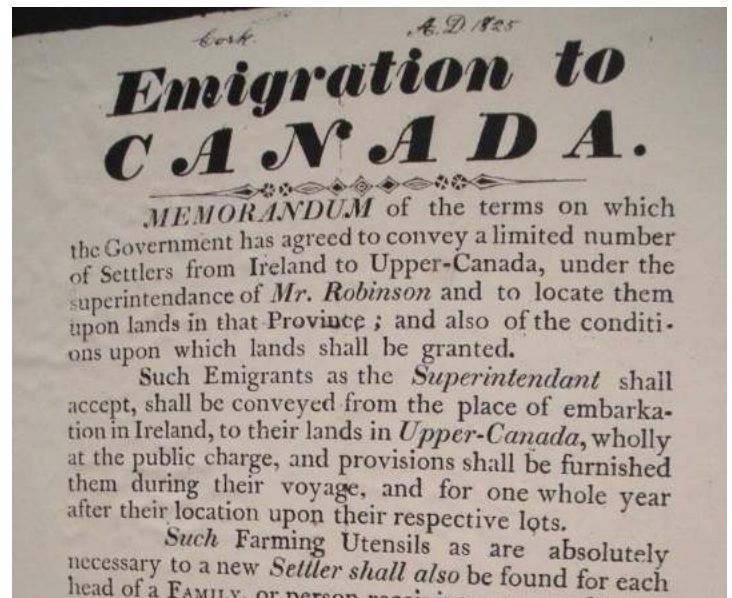 Cork. A.D. 1825
Emigration to
CANADA.
MEMORANDUM of the terms on which
the Government has agreed to convey a limited number
of Settlers from Ireland to Upper-Canada, under the
superintendance of Mr. Robinson and to locate them
upon lands in that Province ; and also of the conditi-
ons upon which lands shall be granted.
Such Emigrants as the Superintendant shall
accept, shall be conveyed from the place of embarka-
tion in Ireland, to their lands in Upper-Canada, wholly
at the public charge, and provisions shall be furnished
them during their voyage, and for one whole year
after their location upon their respective lots.
Such Farming Utensils as are absolutely
necessary to a new Settler shall also be found for each
head of a FAMILY, or person